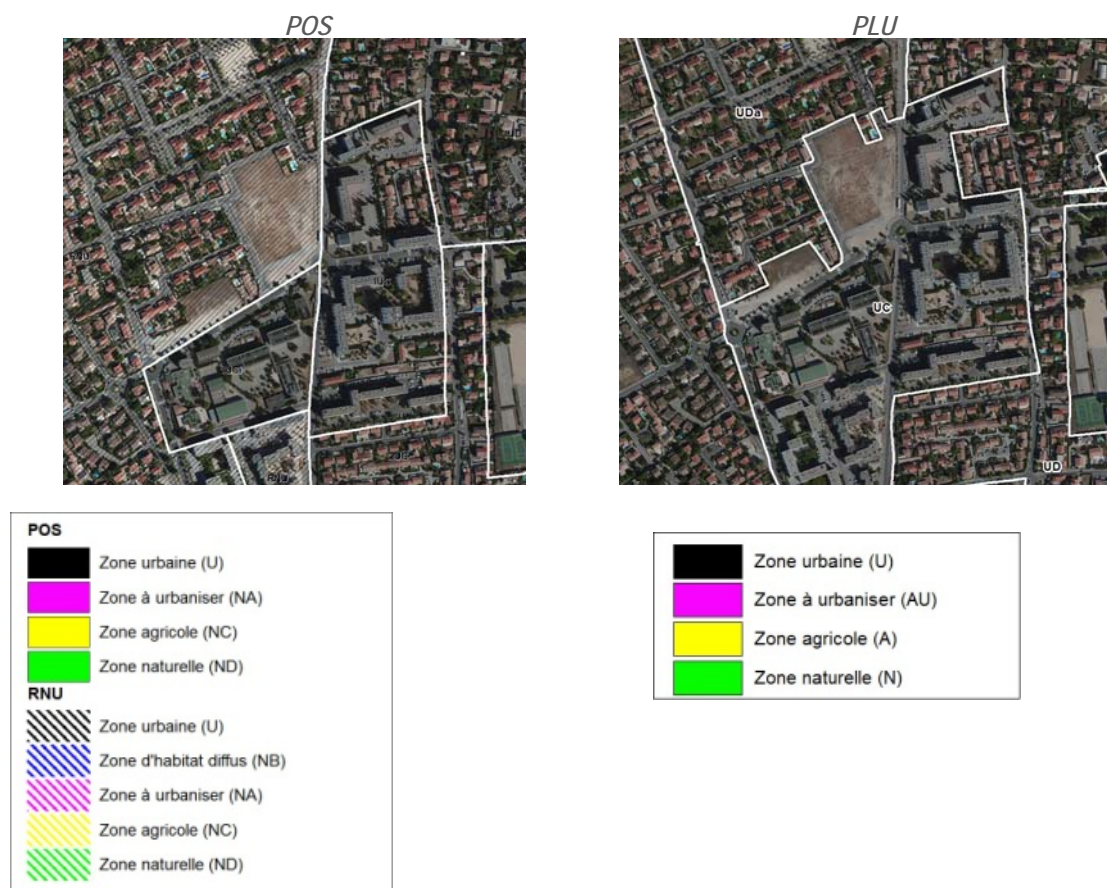 POS
PLU
UDa
UC
UD
POS
Zone urbaine (U)
Zone à urbaniser (NA)
Zone agricole (NC)
Zone naturelle (ND)
RNU
Zone urbaine (U)
Zone d'habitat diffus (NB)
Zone à urbaniser (NA)
Zone agricole (NC)
Zone naturelle (ND)
Zone urbaine (U)
Zone à urbaniser (AU)
Zone agricole (A)
Zone naturelle (N)